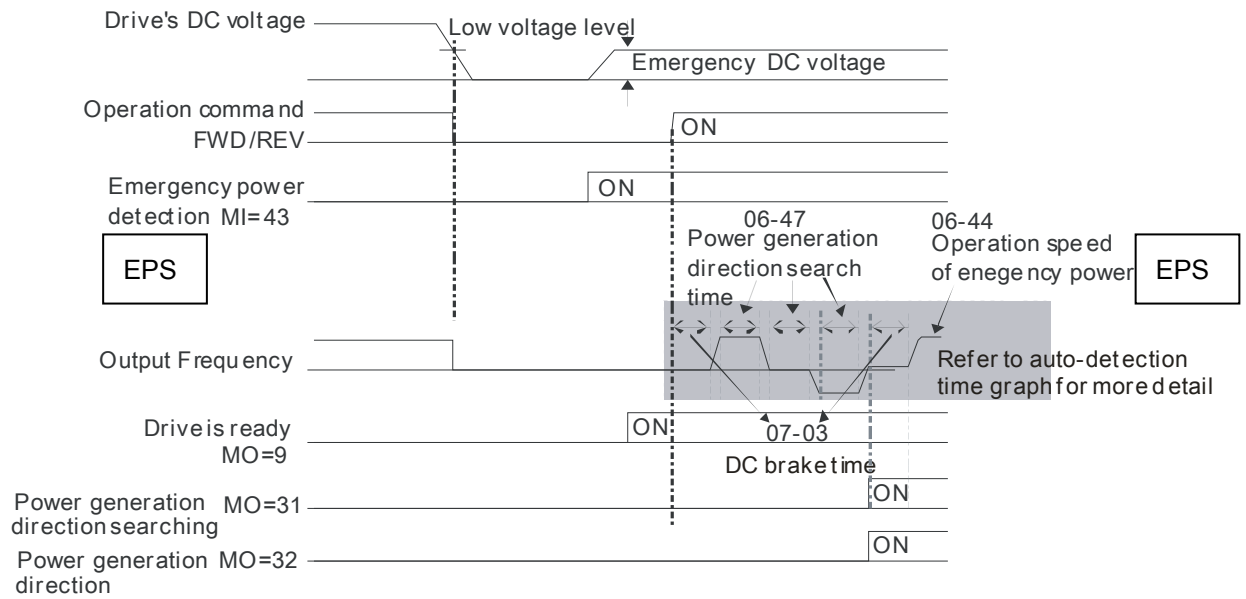 Drive's DC voltage
Low voltage level
Emergency DC voltage
Operation command
FWD/REV
ON
Emergency power
detection MI=43
ON
EPS
06-47
Power generation
direction search
time
06-44
Operation speed
of enegency power
EPS
Output Frequency
Refer to auto-detection
time graph for more detail
Drive is ready
MO=9
ON
07-03
DC brake time
Power generation MO=31
direction searching
ON
Power generation MO=32
direction
ON